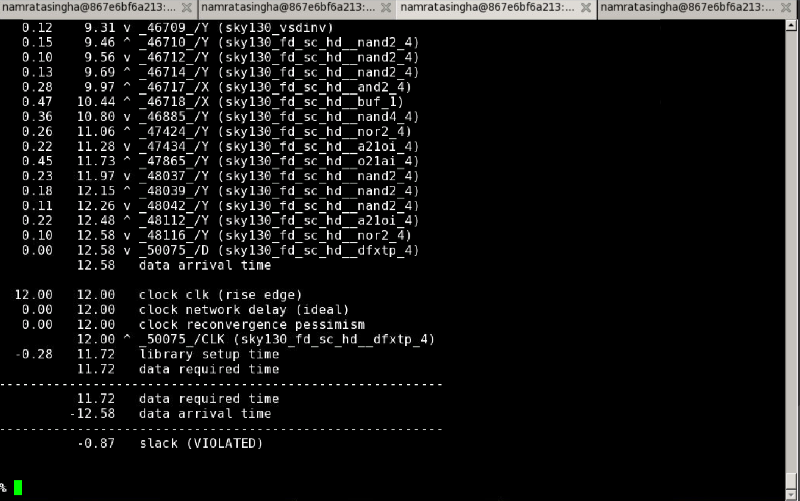 namratasingha@867e6bf6a213:... namratasingha@867e6bf6a213:... namratasingha@867e6bf6a213:... namratasingha@867e6bf6a213:...
0.12 9.31 v _46709_/Y (sky130_vsdinv)
0.15 9.46 ^ _46710_/Y (sky130_fd_sc_hd__nand2_4)
0.10 9.56 v _46712_/Y (sky130_fd_sc_hd__nand2_4)
0.13 9.69 ^ _46714_/Y (sky130_fd_sc_hd__nand2_4)
0.28 9.97 ^ _46717_/X (sky130_fd_sc_hd__and2_4)
0.47 10.44 ^ _46718_/X (sky130_fd_sc_hd__buf_1)
0.36 10.80 v _46885_/Y (sky130_fd_sc_hd__nand4_4)
0.26 11.06 ^ _47424_/Y (sky130_fd_sc_hd__nor2_4)
0.22 11.28 v _47434_/Y (sky130_fd_sc_hd__a21oi_4)
0.45 11.73 ^ _47865_/Y (sky130_fd_sc_hd__o21ai_4)
0.23 11.97 v _48037_/Y (sky130_fd_sc_hd__nand2_4)
0.18 12.15 ^ _48039_/Y (sky130_fd_sc_hd__nand2_4)
0.11 12.26 v _48042_/Y (sky130_fd_sc_hd__nand2_4)
0.22 12.48 ^ _48112_/Y (sky130_fd_sc_hd__a21oi_4)
0.10 12.58 v _48116_/Y (sky130_fd_sc_hd__nor2_4)
0.00 12.58 v _50075_/D (sky130_fd_sc_hd__dfxtp_4)
12.58 data arrival time
12.00 12.00 clock clk (rise edge)
0.00 12.00 clock network delay (ideal)
0.00 12.00 clock reconvergence pessimism
12.00 ^ _50075_/CLK (sky130_fd_sc_hd__dfxtp_4)
-0.28 11.72 library setup time
11.72 data required time
---------------------------------------------------------
11.72 data required time
-12.58 data arrival time
---------------------------------------------------------
-0.87 slack (VIOLATED)
%